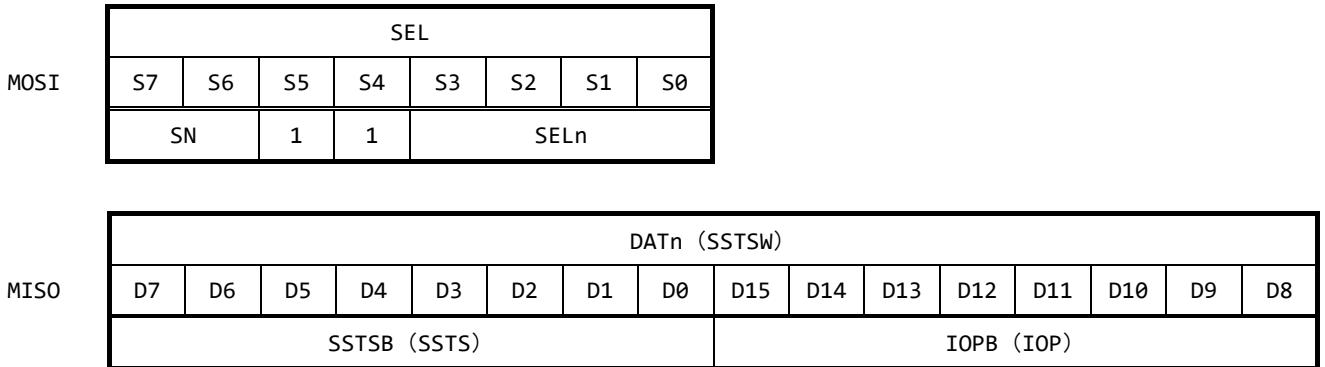 SEL
MOSI S7 S6 S5 S4 S3 S2 S1 S0
SN 1 1 SELn
DATn（SSTSW）
MISO D7 D6 D5 D4 D3 D2 D1 D0 D15 D14 D13 D12 D11 D10 D9 D8
SSTSB（SSTS） IOPB（IOP）